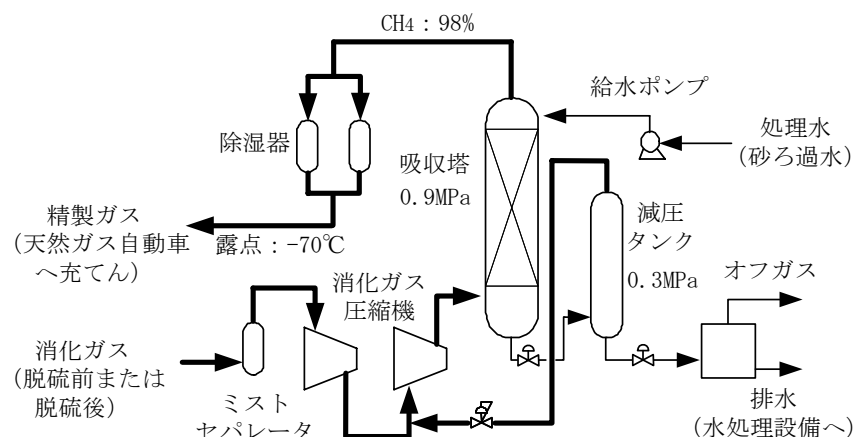 CH4：98%
除湿器
給水ポンプ
処理水
(砂ろ過水)
吸収塔
0.9MPa
減圧
タンク
0.3MPa
精製ガス
(天然ガス自動車
へ充てん)
露点：-70℃
消化ガス
圧縮機
オフガス
消化ガス
(脱硫前または
脱硫後)
ミスト
セパレータ
排水
(水処理設備へ)